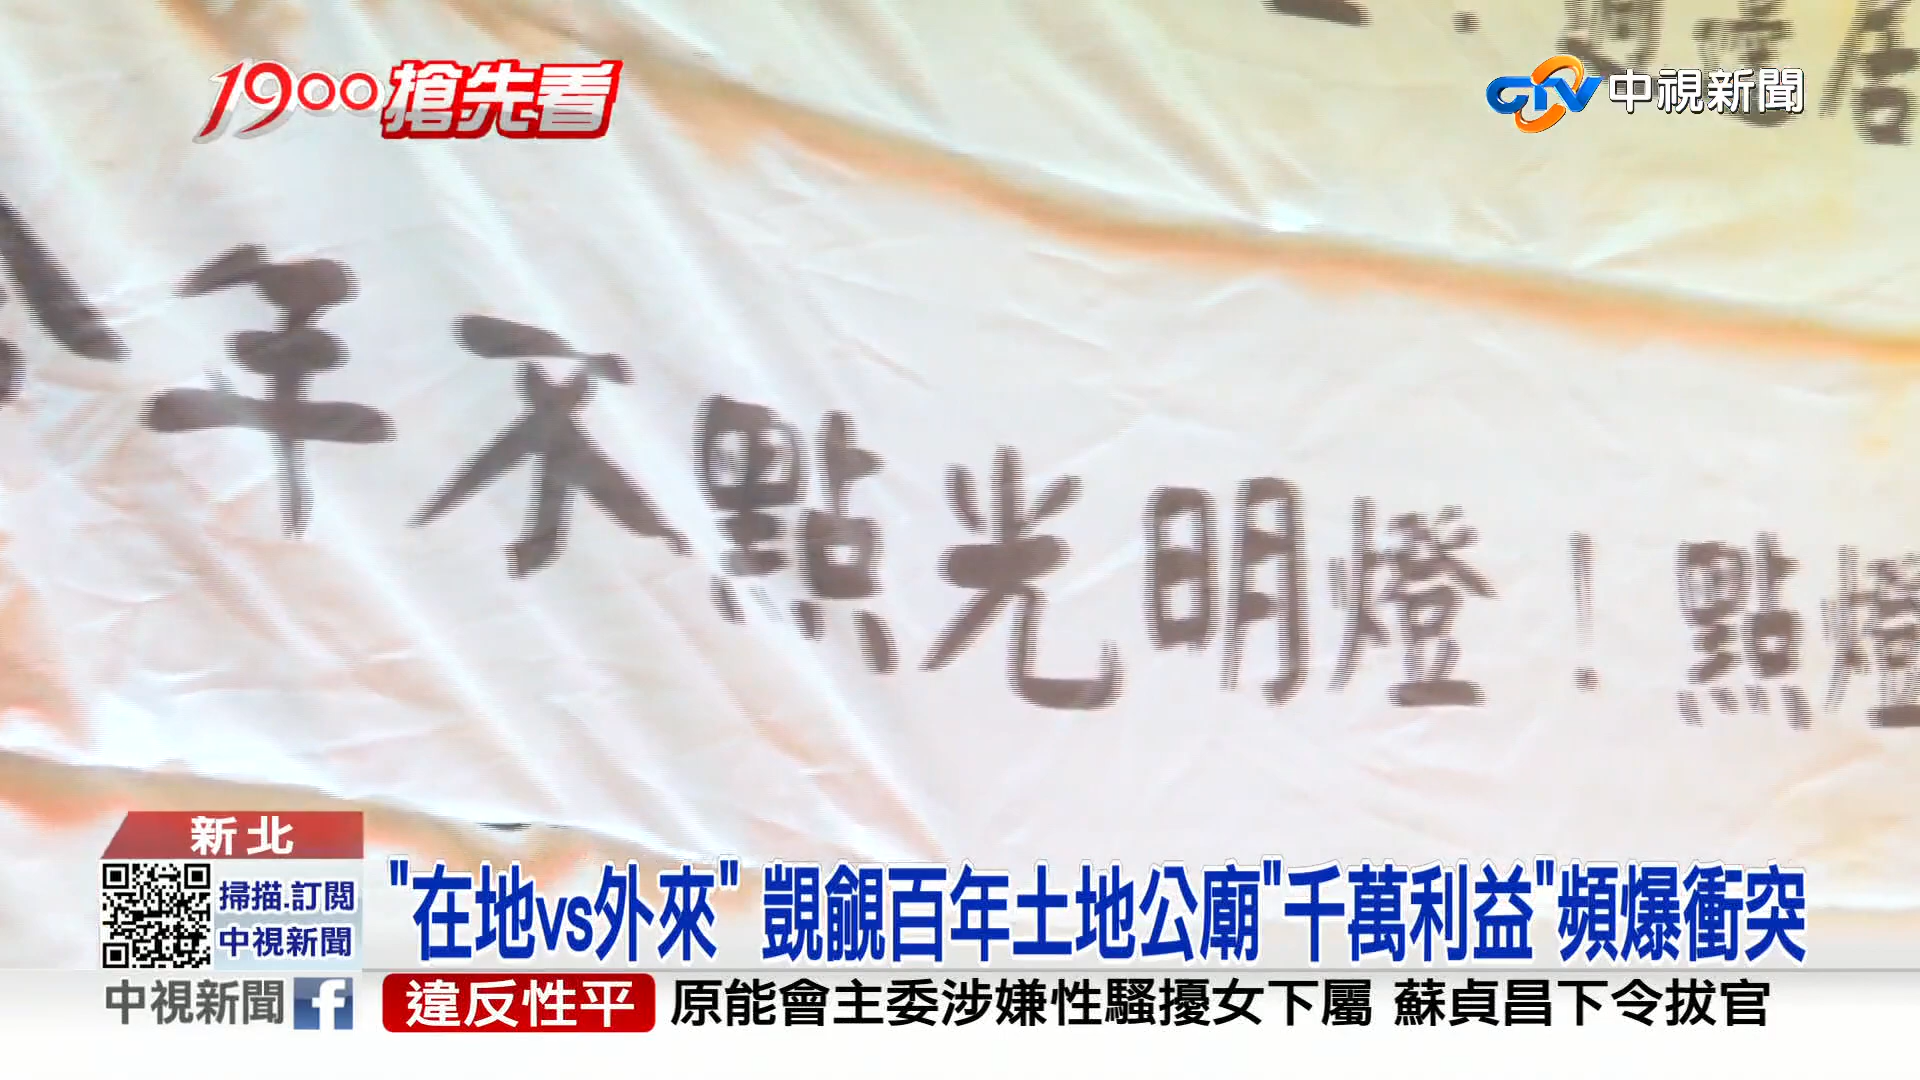 1900搶先看
CTV 中視新聞
年不點光明燈！點燈
新北
掃描.訂閱
中視新聞
"在地vs外來" 覬覦百年土地公廟"千萬利益"頻爆衝突
中視新聞
違反性平 原能會主委涉嫌性騷擾女下屬 蘇貞昌下令拔官